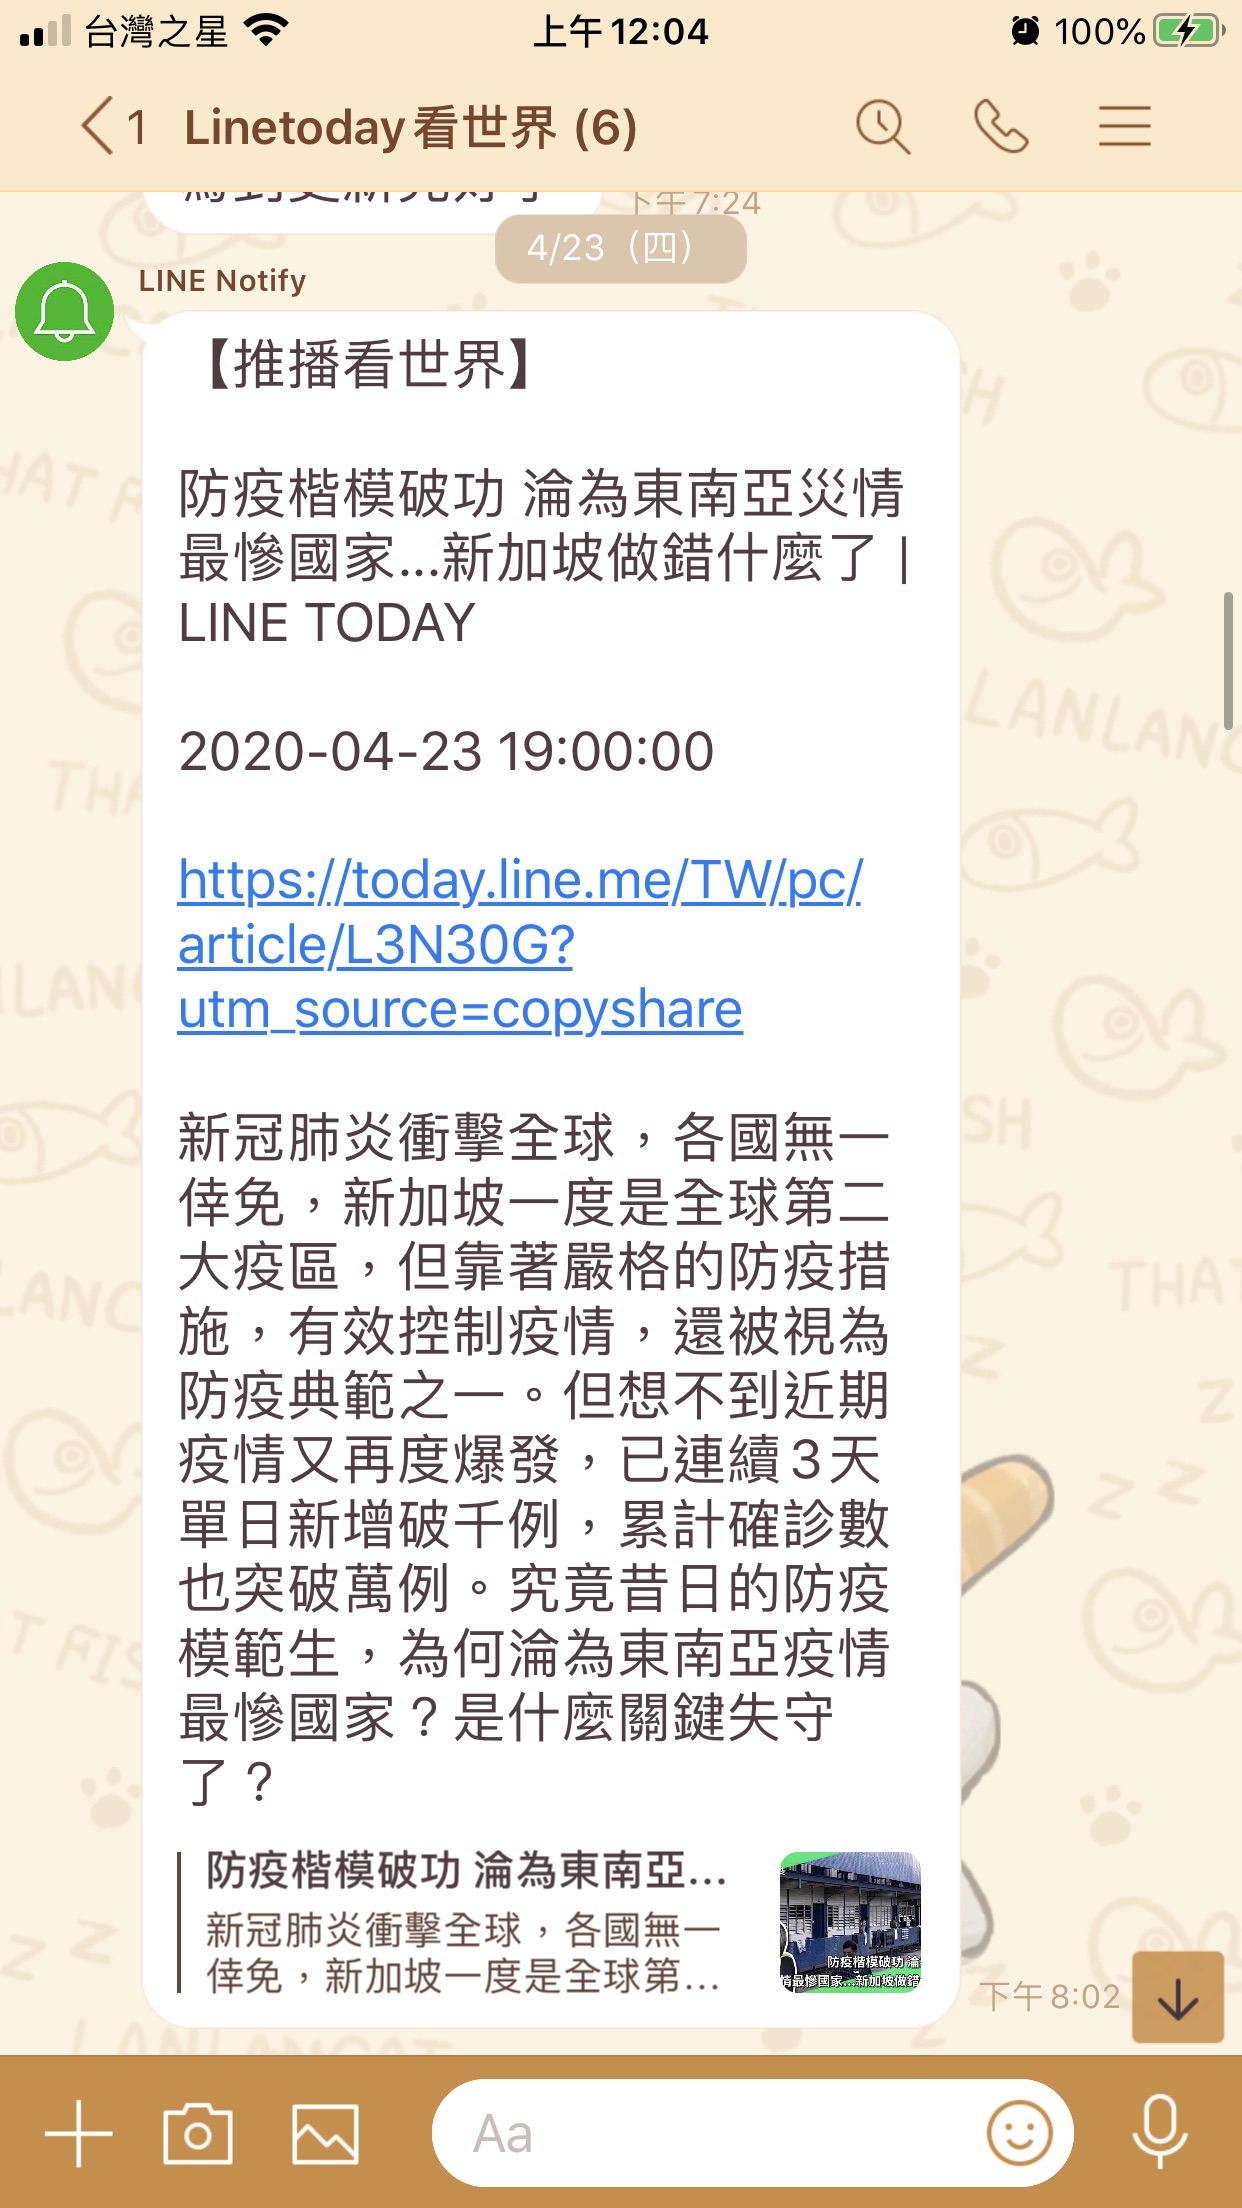 台灣之星
上午12:04
100%
1 Linetoday看世界 (6)
下午7:24
4/23（四）
LINE Notify
【推播看世界】
防疫楷模破功 淪為東南亞災情
最慘國家...新加坡做錯什麼了 |
LINE TODAY
2020-04-23 19:00:00
https://today.line.me/TW/pc/
article/L3N30G?
utm_source=copyshare
新冠肺炎衝擊全球，各國無一
倖免，新加坡一度是全球第二
大疫區，但靠著嚴格的防疫措
施，有效控制疫情，還被視為
防疫典範之一。但想不到近期
疫情又再度爆發，已連續3天
單日新增破千例，累計確診數
也突破萬例。究竟昔日的防疫
模範生，為何淪為東南亞疫情
最慘國家？是什麼關鍵失守
了？
防疫楷模破功 淪為東南亞...
新冠肺炎衝擊全球，各國無一
倖免，新加坡一度是全球第...
防疫楷模破功 淪
情最慘國家...新加坡做錯
下午8:02
Aa